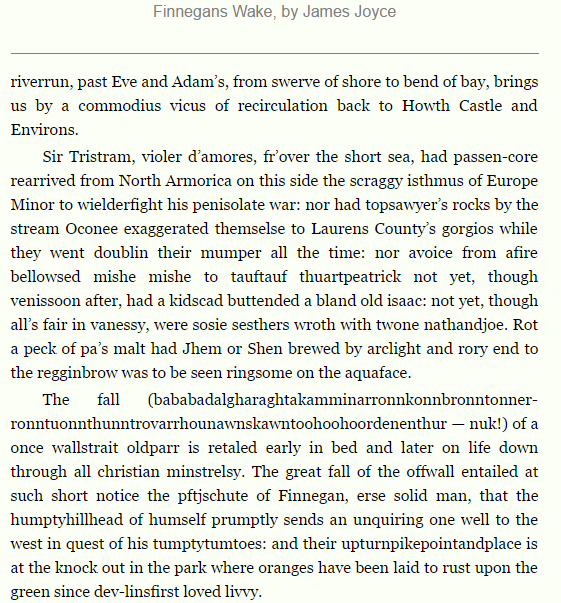 Finnegans Wake, by James Joyce
riverrun, past Eve and Adam’s, from swerve of shore to bend of bay, brings
us by a commodius vicus of recirculation back to Howth Castle and
Environs.
Sir Tristram, violer d’amores, fr’over the short sea, had passen-core
rearrived from North Armorica on this side the scraggy isthmus of Europe
Minor to wielderfight his penisolate war: nor had topsawyer’s rocks by the
stream Oconee exaggerated themselse to Laurens County’s gorgios while
they went doublin their mumper all the time: nor avoice from afire
bellowsed mishe mishe to tauftauf thuartpeatrick not yet, though
venissoon after, had a kidscad buttended a bland old isaac: not yet, though
all’s fair in vanessy, were sosie sesthers wroth with twone nathandjoe. Rot
a peck of pa’s malt had Jhem or Shen brewed by arclight and rory end to
the regginbrow was to be seen ringsome on the aquaface.
The fall (bababadalgharaghtakamminarronnkonnbronntonner-
ronntuonnthunntrovarrhounawnskawntoohoohoordenenthur — nuk!) of a
once wallstrait oldparr is retaled early in bed and later on life down
through all christian minstrelsy. The great fall of the offwall entailed at
such short notice the pftjschute of Finnegan, erse solid man, that the
humptyhillhead of humself prumptly sends an unquiring one well to the
west in quest of his tumptytumtoes: and their upturnpikepointandplace is
at the knock out in the park where oranges have been laid to rust upon the
green since dev-linsfirst loved livvy.